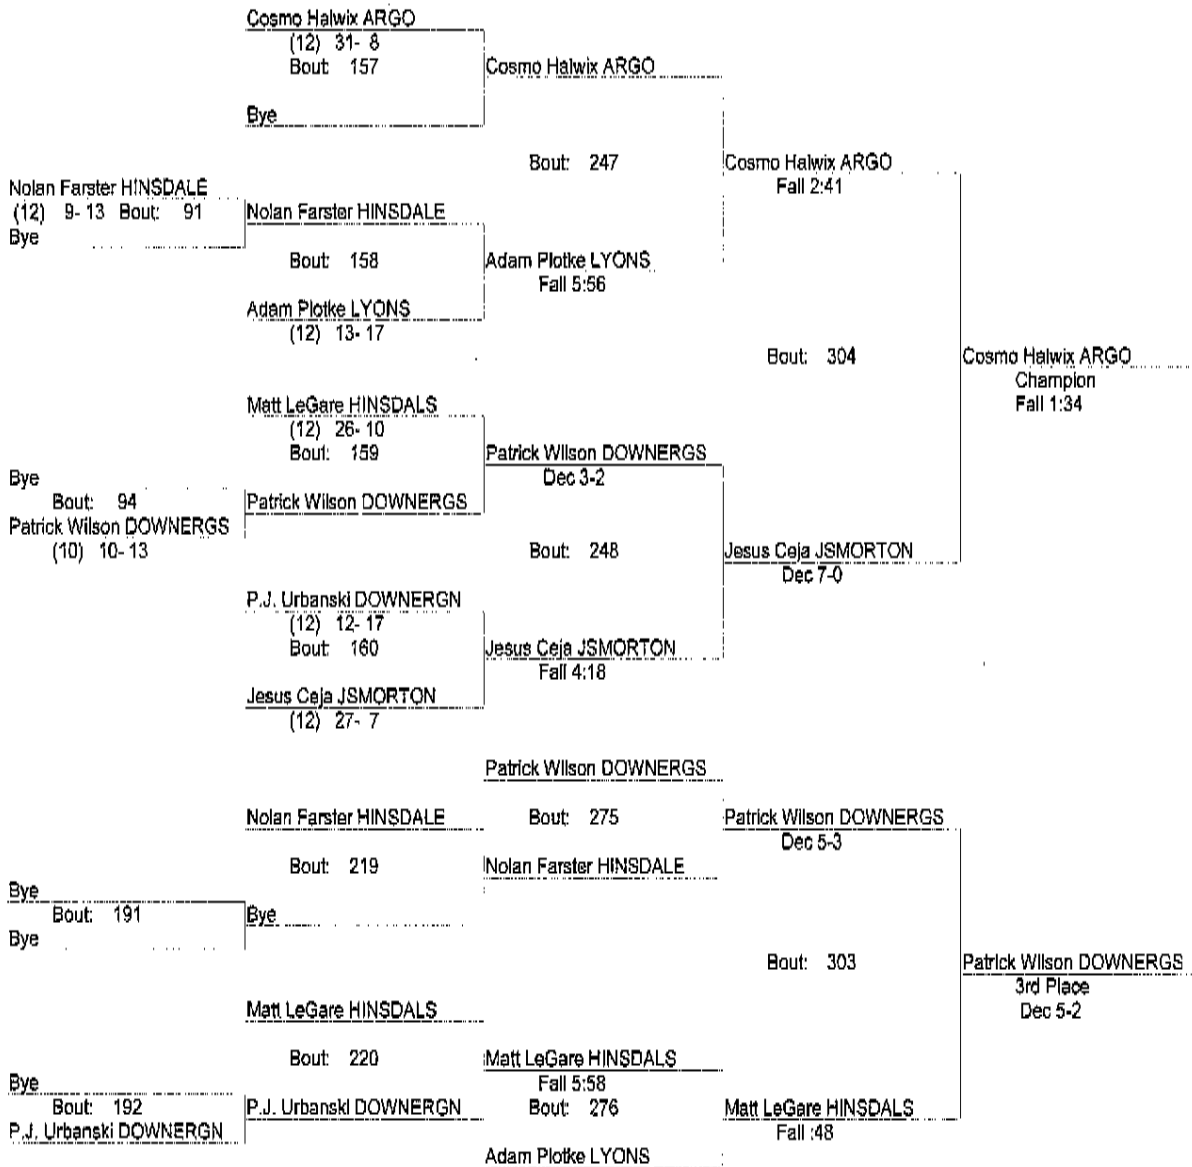 Cosmo Halwix ARGO
(12) 31- 8
Bout: 157
Cosmo Halwix ARGO
Bye
Bout: 247
Cosmo Halwix ARGO
Fall 2:41
Nolan Farster HINSDALE
(12) 9- 13 Bout: 91
Bye
Nolan Farster HINSDALE
Bout: 158
Adam Plotke LYONS
Fall 5:56
Adam Plotke LYONS
(12) 13- 17
Bout: 304
Cosmo Halwix ARGO
Champion
Fall 1:34
Matt LeGare HINSDALS
(12) 26- 10
Bout: 159
Patrick Wilson DOWNERGS
Dec 3-2
Bye
Bout: 94
Patrick Wilson DOWNERGS
(10) 10- 13
Patrick Wilson DOWNERGS
Bout: 248
Jesus Ceja JSMORTON
Dec 7-0
P.J. Urbanski DOWNERGN
(12) 12- 17
Bout: 160
Jesus Ceja JSMORTON
Fall 4:18
Jesus Ceja JSMORTON
(12) 27- 7
Patrick Wilson DOWNERGS
Nolan Farster HINSDALE
Bout: 275
Patrick Wilson DOWNERGS
Dec 5-3
Bout: 219
Nolan Farster HINSDALE
Bye
Bout: 191
Bye
Bye
Bout: 303
Patrick Wilson DOWNERGS
3rd Place
Dec 5-2
Matt LeGare HINSDALS
Bout: 220
Matt LeGare HINSDALS
Fall 5:58
Bye
Bout: 192
P.J. Urbanski DOWNERGN
P.J. Urbanski DOWNERGN
Bout: 276
Matt LeGare HINSDALS
Fall :48
Adam Plotke LYONS